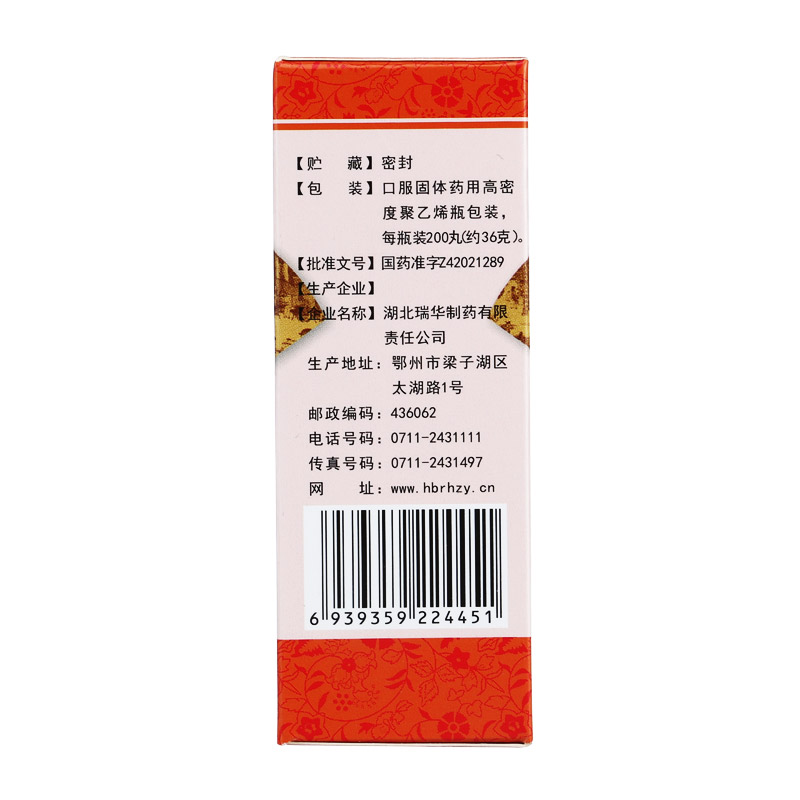 【贮　藏】密封
【包　装】口服固体药用高密
度聚乙烯瓶包装，
每瓶装200丸(约36克)。
【批准文号】国药准字Z42021289
【生产企业】
【企业名称】湖北瑞华制药有限
责任公司
生产地址：鄂州市梁子湖区
太湖路1号
邮政编码：436062
电话号码：0711-2431111
传真号码：0711-2431497
网　址：www.hbrhzy.cn
6 939359 224451